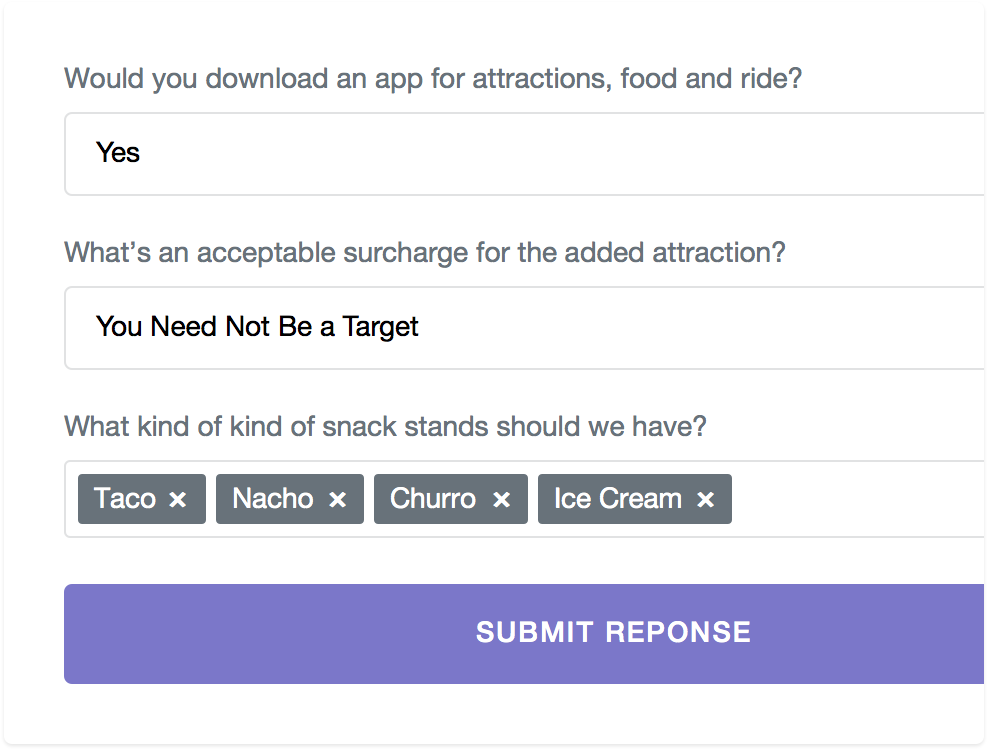 Would you download an app for attractions, food and ride?
Yes
What’s an acceptable surcharge for the added attraction?
You Need Not Be a Target
What kind of kind of snack stands should we have?
Taco × Nacho × Churro × Ice Cream ×
SUBMIT REPONSE